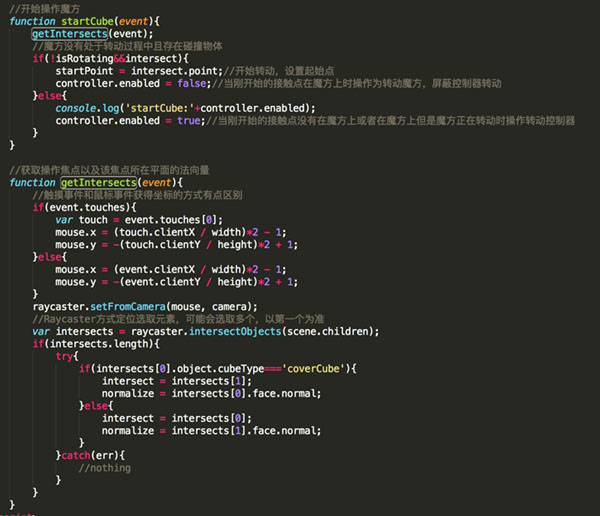 //开始操作魔方
function startCube(event){
getIntersects(event);
//魔方没有处于转动过程中且存在碰撞物体
if(!isRotating&&intersect){
startPoint = intersect.point;//开始转动，设置起始点
controller.enabled = false;//当刚开始的接触点在魔方上时操作为转动魔方，屏蔽控制器转动
}else{
console.log('startCube:'+controller.enabled);
controller.enabled = true;//当刚开始的接触点没有在魔方上或者在魔方上但是魔方正在转动时操作转动控制器
}
}
//获取操作焦点以及该焦点所在平面的法向量
function getIntersects(event){
//触摸事件和鼠标事件获得坐标的方式有点区别
if(event.touches){
var touch = event.touches[0];
mouse.x = (touch.clientX / width)*2 - 1;
mouse.y = -(touch.clientY / height)*2 + 1;
}else{
mouse.x = (event.clientX / width)*2 - 1;
mouse.y = -(event.clientY / height)*2 + 1;
}
raycaster.setFromCamera(mouse, camera);
//Raycaster方式定位选取元素，可能会选取多个，以第一个为准
var intersects = raycaster.intersectObjects(scene.children);
if(intersects.length){
try{
if(intersects[0].object.cubeType==='coverCube'){
intersect = intersects[1];
normalize = intersects[0].face.normal;
}else{
intersect = intersects[0];
normalize = intersects[1].face.normal;
}
}catch(err){
//nothing
}
}
}